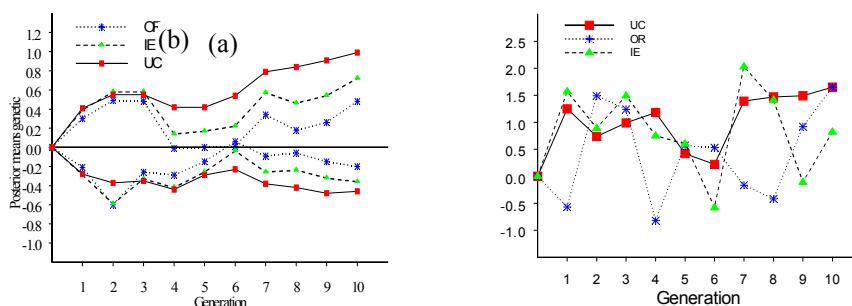 OF
IE
UC
(b) (a)
1.0
0.8
0.6
0.4
0.2
0.0
-0.2
-0.4
-0.6
-0.8
-1.0
Posterior means genetic
1 2 3 4 5 6 7 8 9 10
Generation
UC
OR
IE
2.5
2.0
1.5
1.0
0.5
0.0
-0.5
-1.0
1 2 3 4 5 6 7 8 9 10
Generation